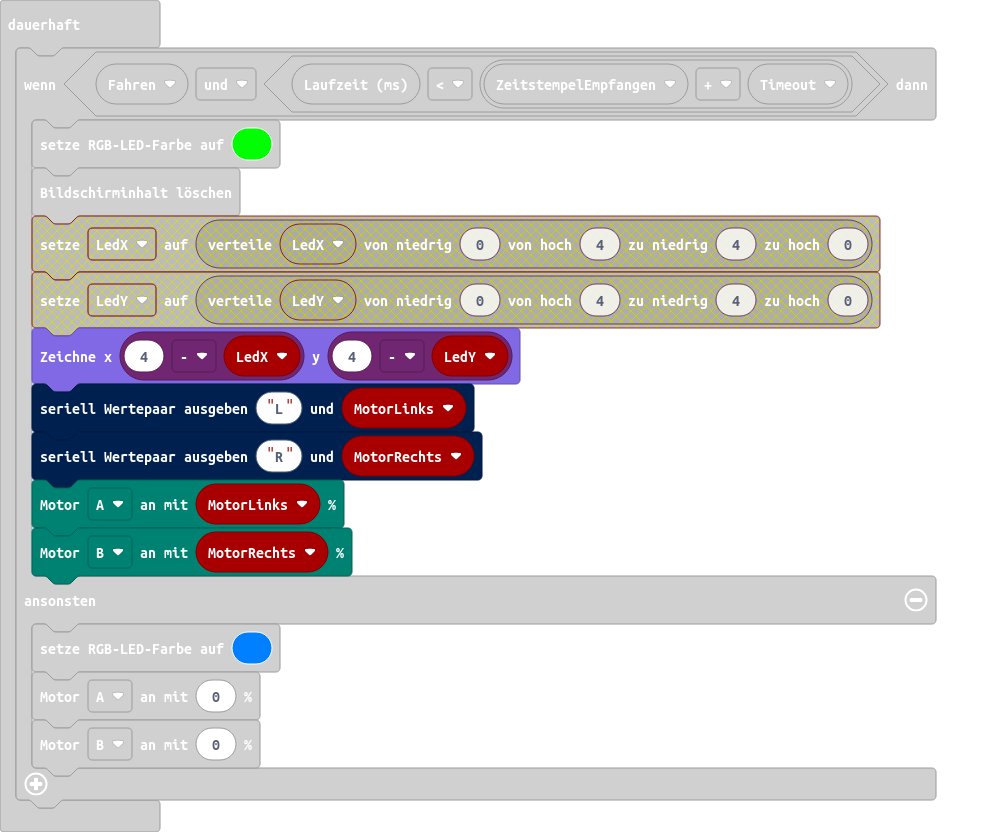 dauerhaft
wenn Fahren und Laufzeit (ms) < ZeitstempelEmpfangen + Timeout dann
setze RGB-LED-Farbe auf
Bildschirminhalt löschen
setze LedX auf verteile LedX von niedrig 0 von hoch 4 zu niedrig 4 zu hoch 0
setze LedY auf verteile LedY von niedrig 0 von hoch 4 zu niedrig 4 zu hoch 0
Zeichne x 4 - LedX y 4 - LedY
seriell Wertepaar ausgeben "L" und MotorLinks
seriell Wertepaar ausgeben "R" und MotorRechts
Motor A an mit MotorLinks %
Motor B an mit MotorRechts %
ansonsten
setze RGB-LED-Farbe auf
Motor A an mit 0 %
Motor B an mit 0 %